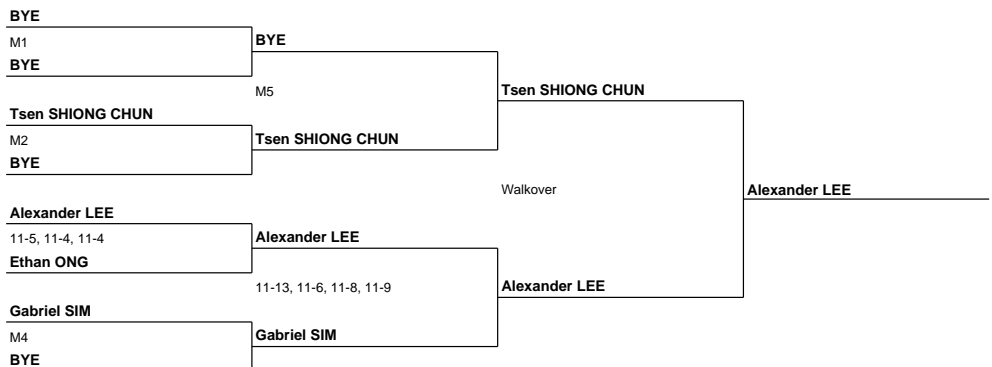 BYE
M1
BYE
BYE
M5
Tsen SHIONG CHUN
Tsen SHIONG CHUN
M2
Tsen SHIONG CHUN
BYE
Walkover
Alexander LEE
Alexander LEE
11-5, 11-4, 11-4
Alexander LEE
Ethan ONG
11-13, 11-6, 11-8, 11-9
Alexander LEE
Gabriel SIM
M4
Gabriel SIM
BYE